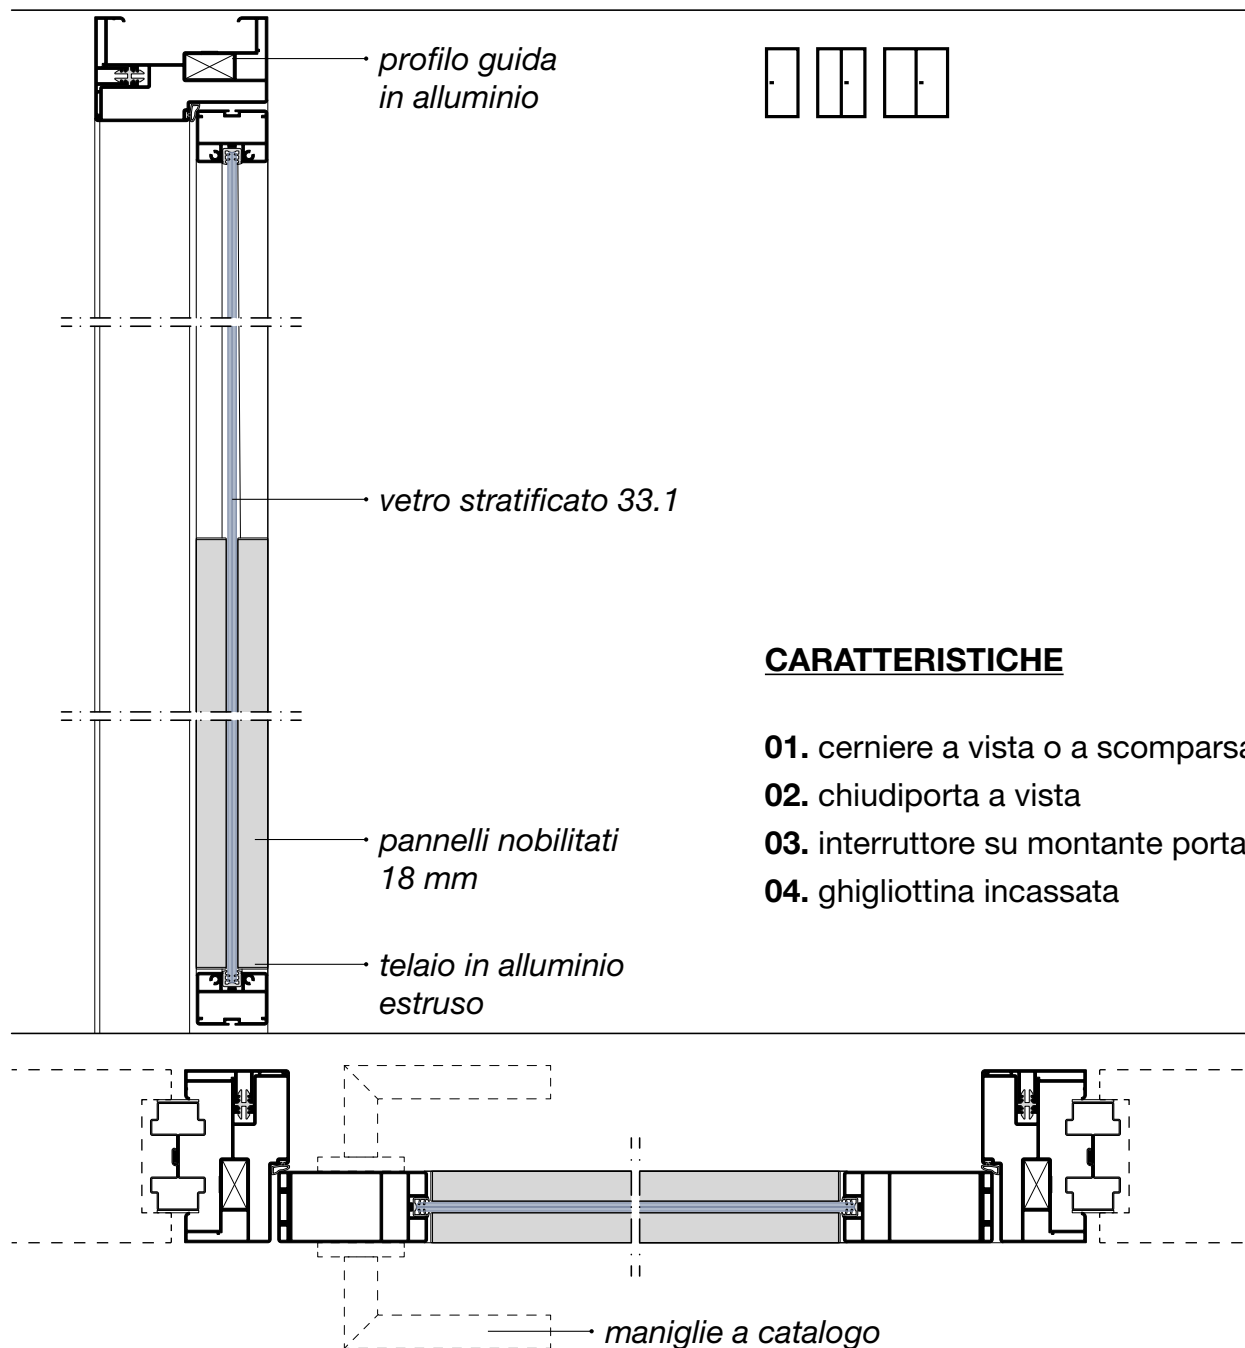 profilo guida
in alluminio
vetro stratificato 33.1
CARATTERISTICHE
01. cerniere a vista o a scomparsa
02. chiudiporta a vista
03. interruttore su montante porta
04. ghigliottina incassata
pannelli nobilitati
18 mm
telaio in alluminio
estruso
maniglie a catalogo